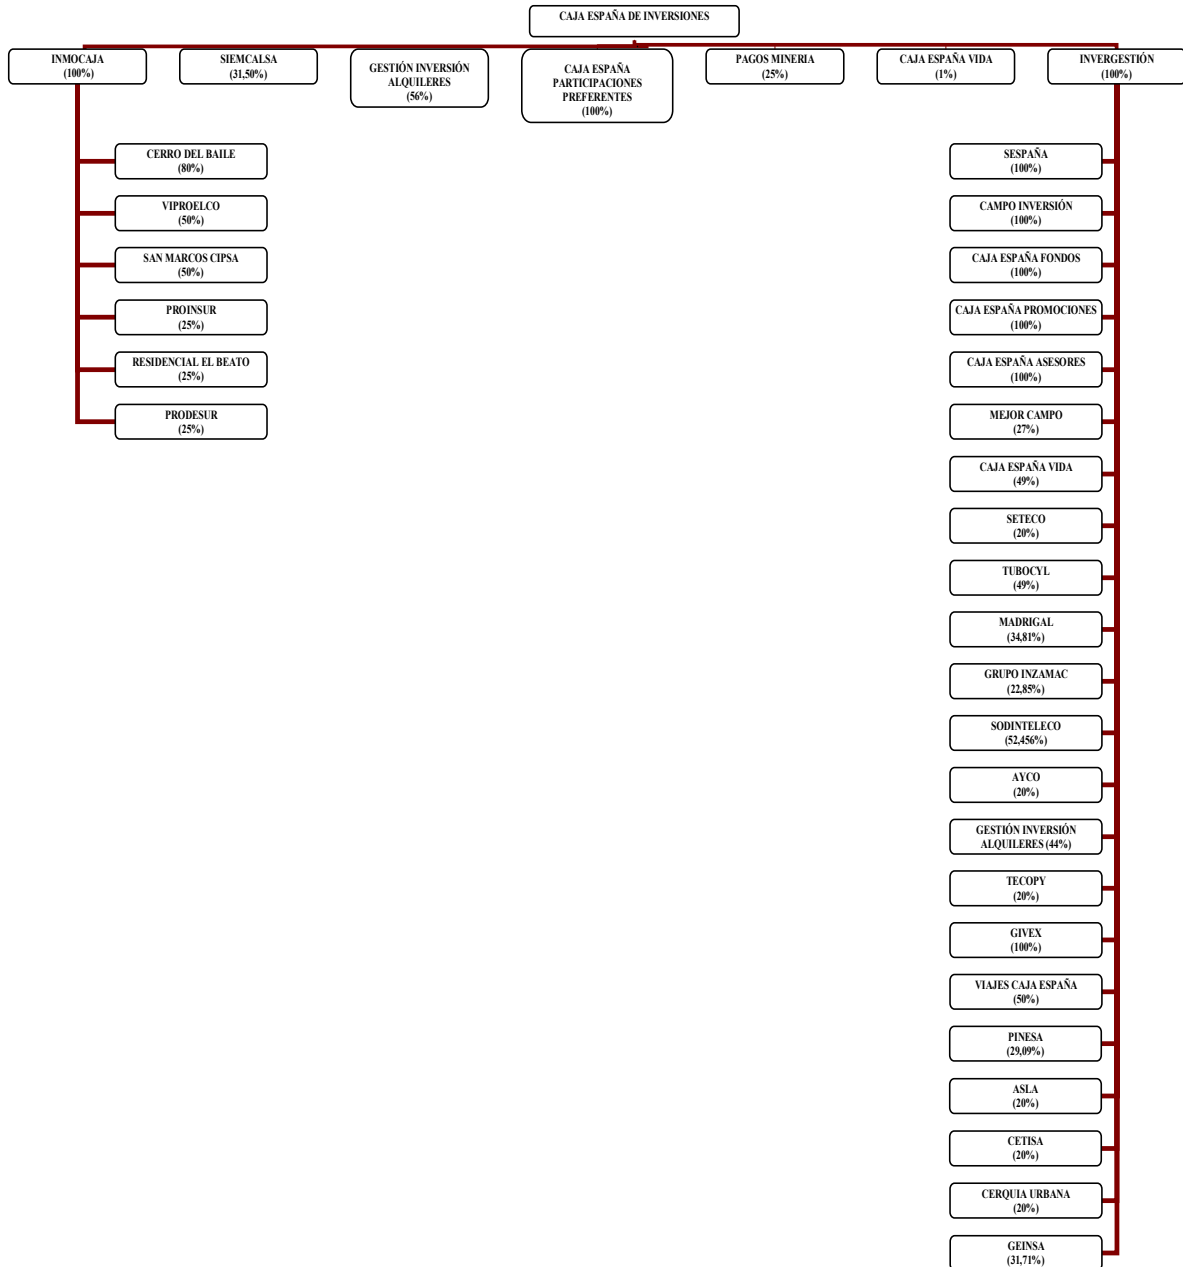 CAJA ESPAÑA DE INVERSIONES
INMOCAJA
(100%)
SIEMCALSA
(31,50%)
GESTIÓN INVERSIÓN
ALQUILERES
(56%)
CAJA ESPAÑA
PARTICIPACIONES
PREFERENTES
(100%)
PAGOS MINERIA
(25%)
CAJA ESPAÑA VIDA
(1%)
INVERGESTIÓN
(100%)
CERRO DEL BAILE
(80%)
VIPROELCO
(50%)
SAN MARCOS CIPSA
(50%)
PROINSUR
(25%)
RESIDENCIAL EL BEATO
(25%)
PRODESUR
(25%)
SESPAÑA
(100%)
CAMPO INVERSIÓN
(100%)
CAJA ESPAÑA FONDOS
(100%)
CAJA ESPAÑA PROMOCIONES
(100%)
CAJA ESPAÑA ASESORES
(100%)
MEJOR CAMPO
(27%)
CAJA ESPAÑA VIDA
(49%)
SETECO
(20%)
TUBOCYL
(49%)
MADRIGAL
(34,81%)
GRUPO INZAMAC
(22,85%)
SODINTELECO
(52,456%)
AYCO
(20%)
GESTIÓN INVERSIÓN
ALQUILERES (44%)
TECOPY
(20%)
GIVEX
(100%)
VIAJES CAJA ESPAÑA
(50%)
PINESA
(29,09%)
ASLA
(20%)
CETISA
(20%)
CERQUIA URBANA
(20%)
GEINSA
(31,71%)